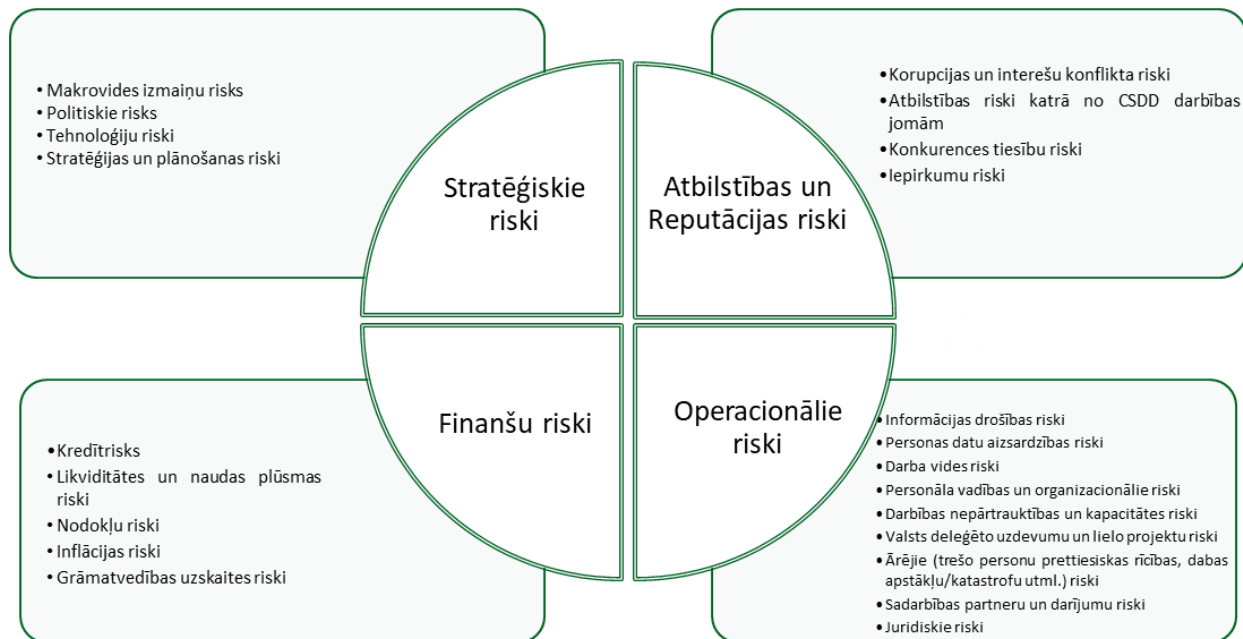 • Makrovides izmaiņu risks
• Politiskie risks
• Tehnoloģiju riski
• Stratēģijas un plānošanas riski
Stratēģiskie
riski
Atbilstības un
Reputācijas riski
• Korupcijas un interešu konflikta riski
• Atbilstības riski katrā no CSDD darbības
jomām
• Konkurences tiesību riski
• Iepirkumu riski
• Kredītrisks
• Likviditātes un naudas plūsmas
riski
• Nodokļu riski
• Inflācijas riski
• Grāmatvedības uzskaites riski
Finanšu riski
Operacionālie
riski
• Informācijas drošības riski
• Personas datu aizsardzības riski
• Darba vides riski
• Personāla vadības un organizacionālie riski
• Darbības nepārtrauktības un kapacitātes riski
• Valsts deleģēto uzdevumu un lielo projektu riski
• Ārējie (trešo personu prettiesiskas rīcības, dabas
apstākļu/katastrofu utml.) riski
• Sadarbības partneru un darījumu riski
• Juridiskie riski